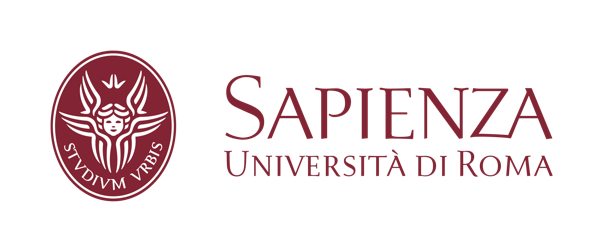 STVDIVM VRBIS
SAPIENZA
UNIVERSITÀ DI ROMA